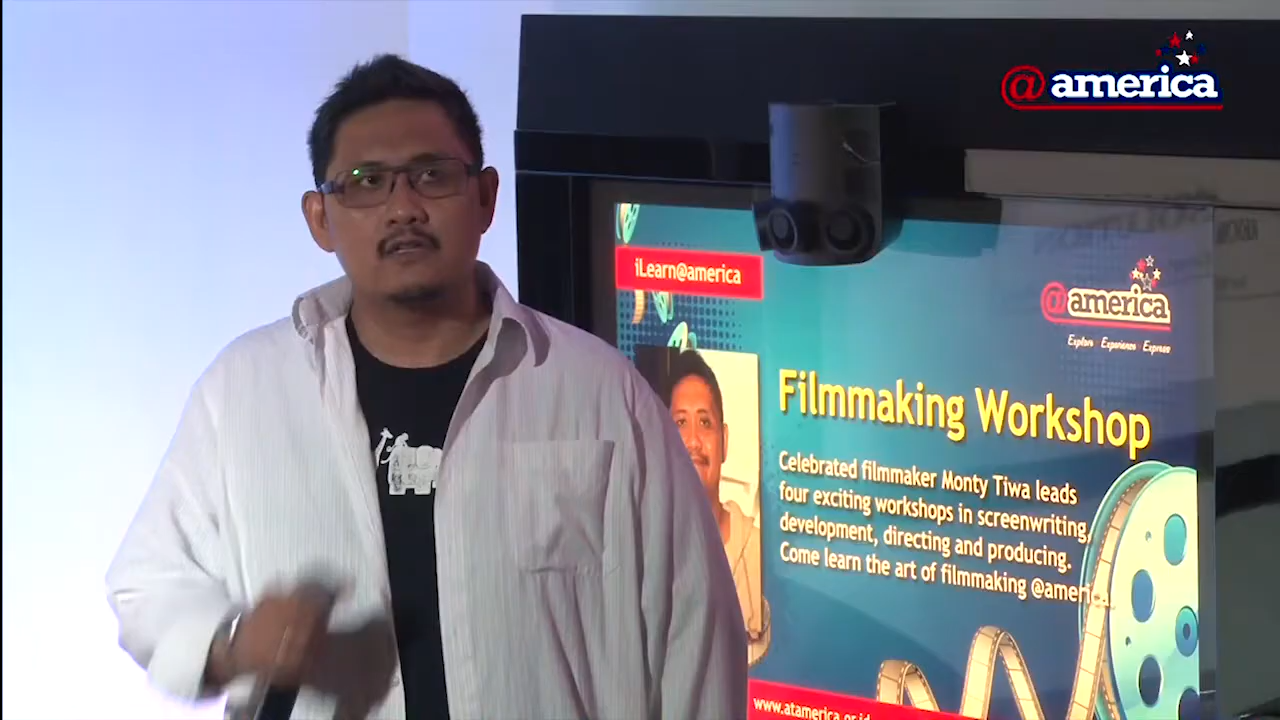 @america
iLearn@america
@america
Explore · Experience · Express
Filmmaking Workshop
Celebrated filmmaker Monty Tiwa leads
four exciting workshops in screenwriting,
development, directing and producing.
Come learn the art of filmmaking @americ
www.atamerica.or.id